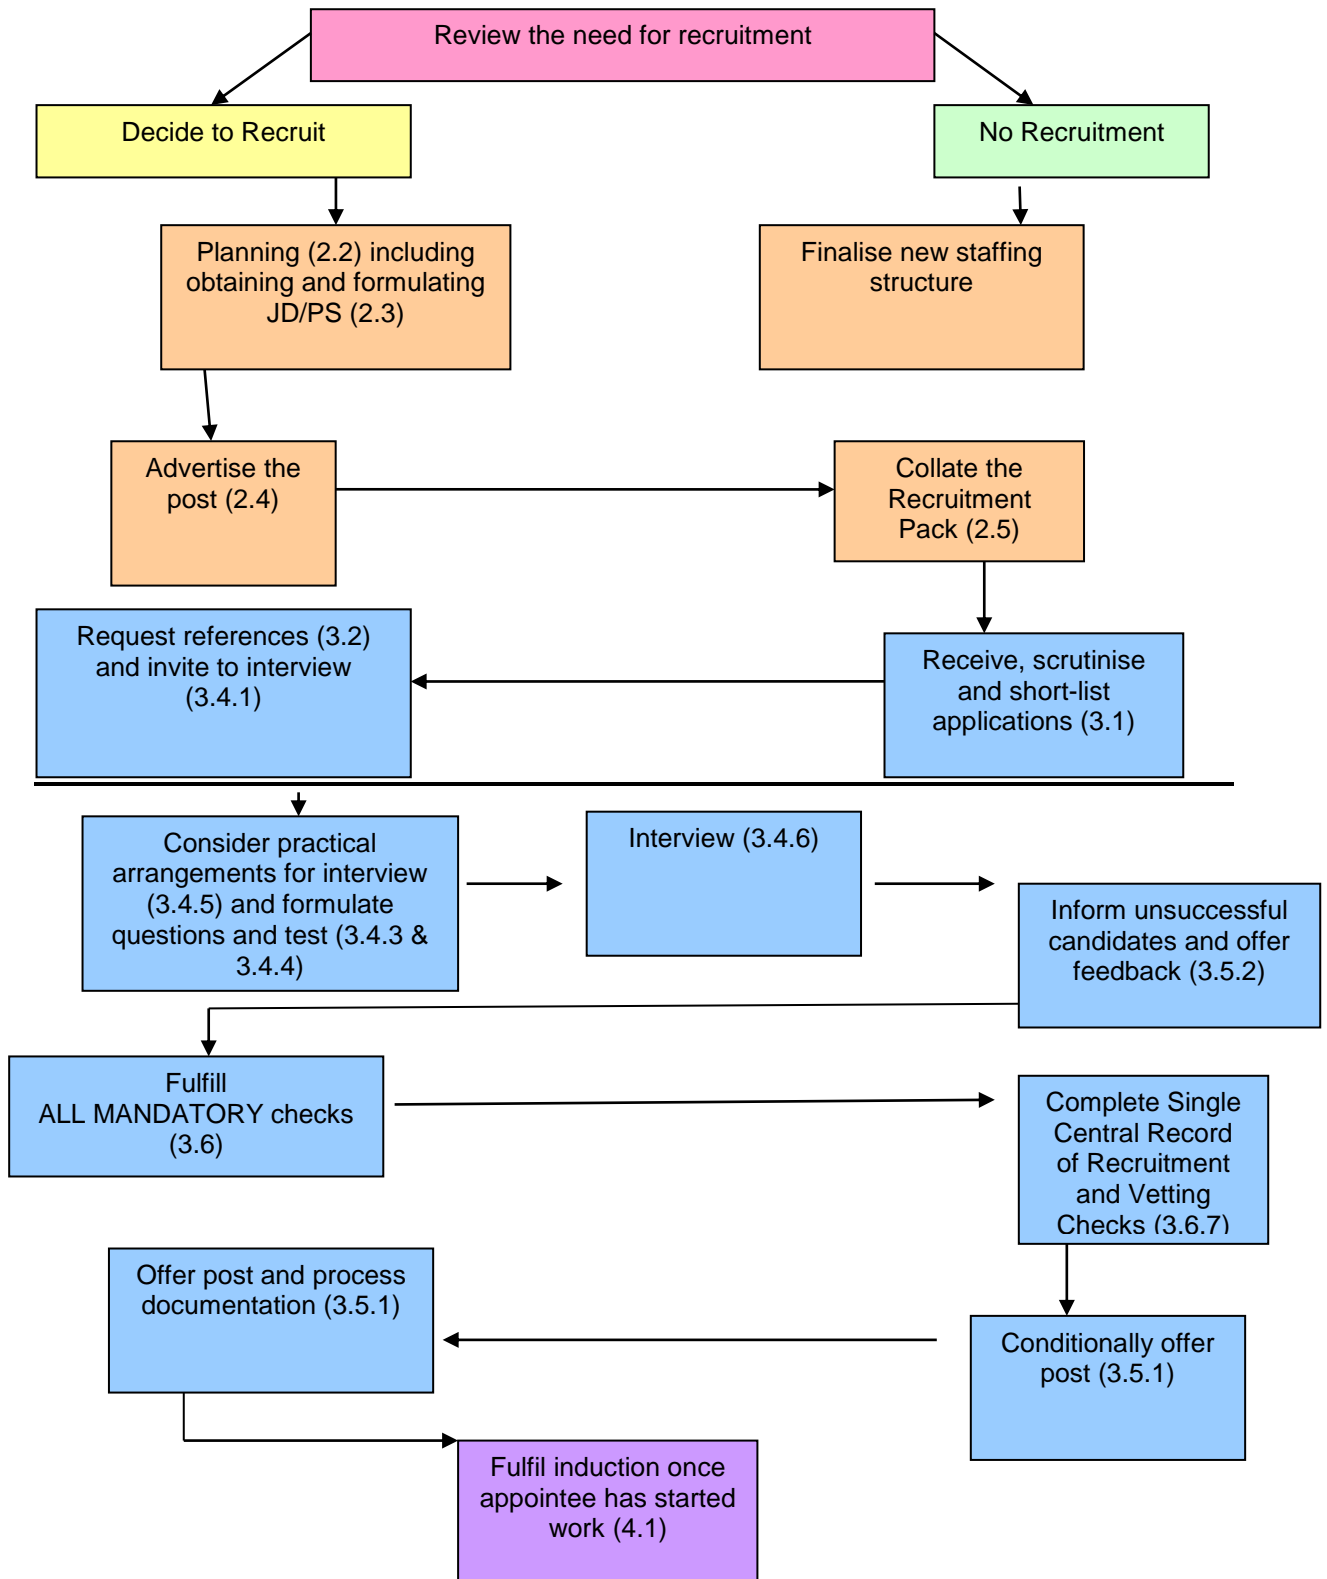 Review the need for recruitment
Decide to Recruit
No Recruitment
Planning (2.2) including
obtaining and formulating
JD/PS (2.3)
Finalise new staffing
structure
Advertise the
post (2.4)
Collate the
Recruitment
Pack (2.5)
Receive, scrutinise
and short-list
applications (3.1)
Request references (3.2)
and invite to interview
(3.4.1)
Consider practical
arrangements for interview
(3.4.5) and formulate
questions and test (3.4.3 &
3.4.4)
Interview (3.4.6)
Inform unsuccessful
candidates and offer
feedback (3.5.2)
Fulfill
ALL MANDATORY checks
(3.6)
Complete Single
Central Record
of Recruitment
and Vetting
Checks (3.6.7)
Conditionally offer
post (3.5.1)
Offer post and process
documentation (3.5.1)
Fulfil induction once
appointee has started
work (4.1)